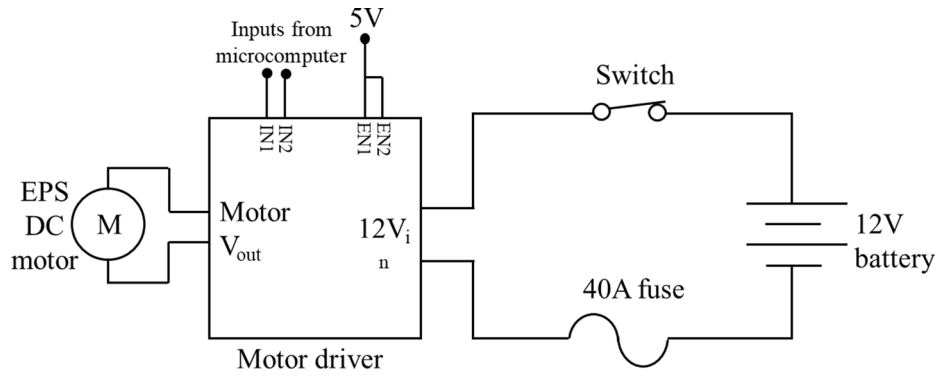 5V
Inputs from
microcomputer
Switch
IN1
IN2
EN1
EN2
EPS
DC
motor
M
Motor
Vout
12Vi
n
12V
battery
40A fuse
Motor driver